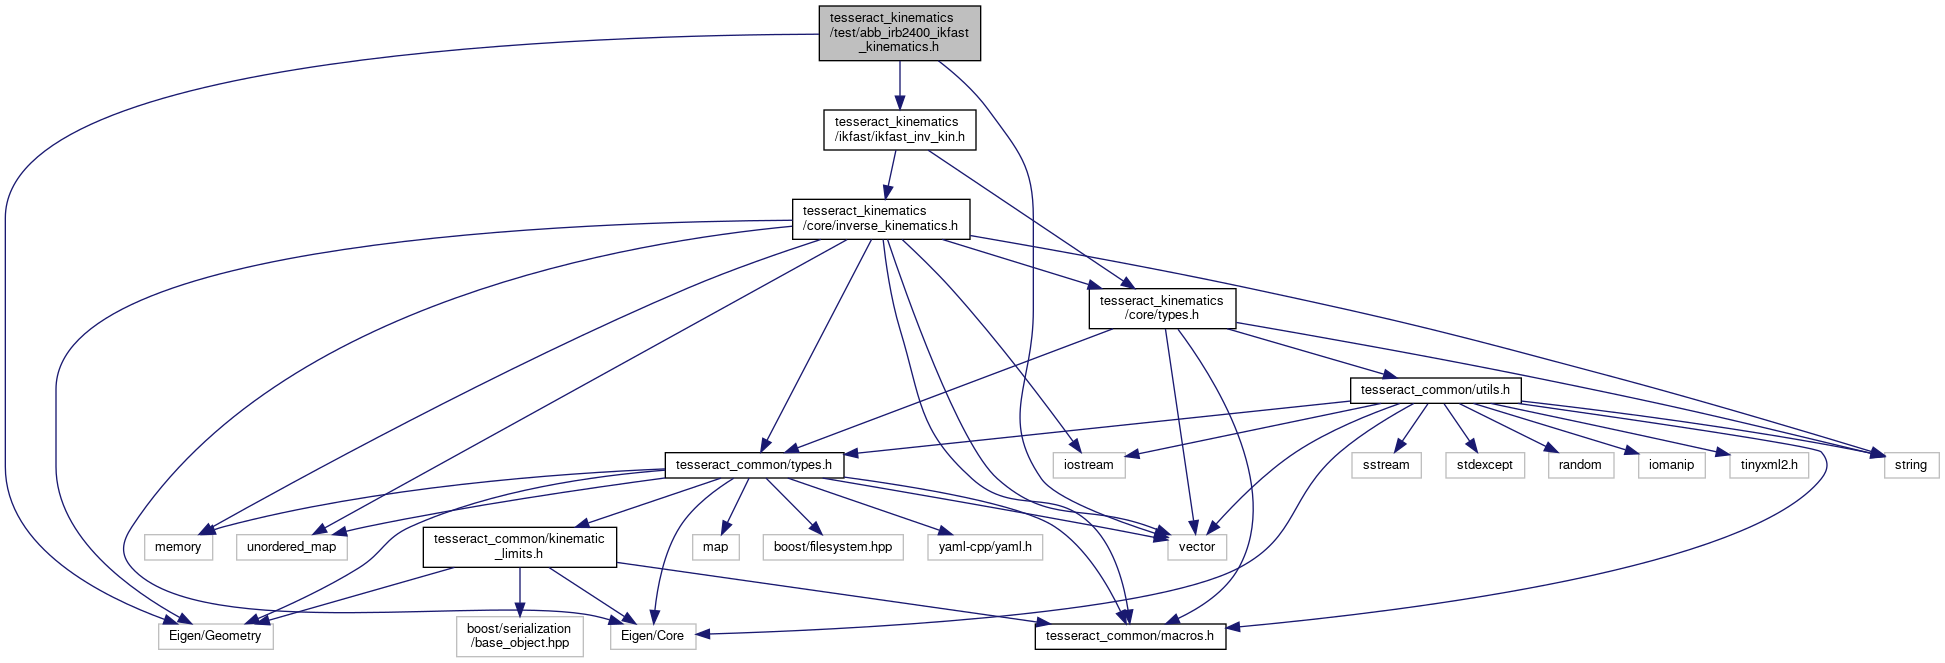 tesseract_kinematics
/test/abb_irb2400_ikfast
_kinematics.h
tesseract_kinematics
/ikfast/ikfast_inv_kin.h
tesseract_kinematics
/core/inverse_kinematics.h
tesseract_kinematics
/core/types.h
tesseract_common/utils.h
tesseract_common/types.h
iostream
sstream
stdexcept
random
iomanip
tinyxml2.h
string
memory
unordered_map
tesseract_common/kinematic
_limits.h
map
boost/filesystem.hpp
yaml-cpp/yaml.h
vector
Eigen/Geometry
boost/serialization
/base_object.hpp
Eigen/Core
tesseract_common/macros.h